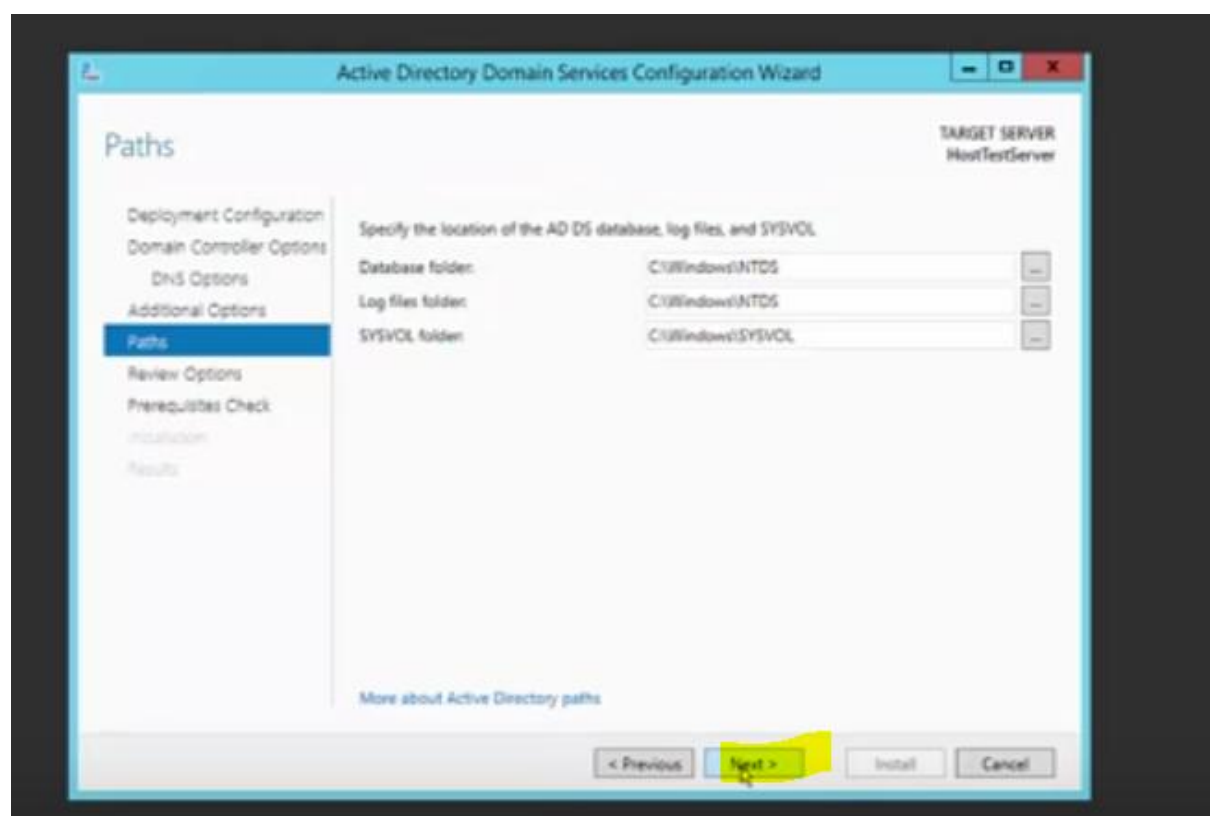 Active Directory Domain Services Configuration Wizard
Paths
TARGET SERVER
HostTestServer
Deployment Configuration
Domain Controller Options
DNS Options
Additional Options
Paths
Review Options
Prerequisites Check
Installation
Results
Specify the location of the AD DS database, log files, and SYSVOL
Database folder: C:\Windows\NTDS ...
Log files folder: C:\Windows\NTDS ...
SYSVOL folder: C:\Windows\SYSVOL ...
More about Active Directory paths
< Previous Next > Install Cancel